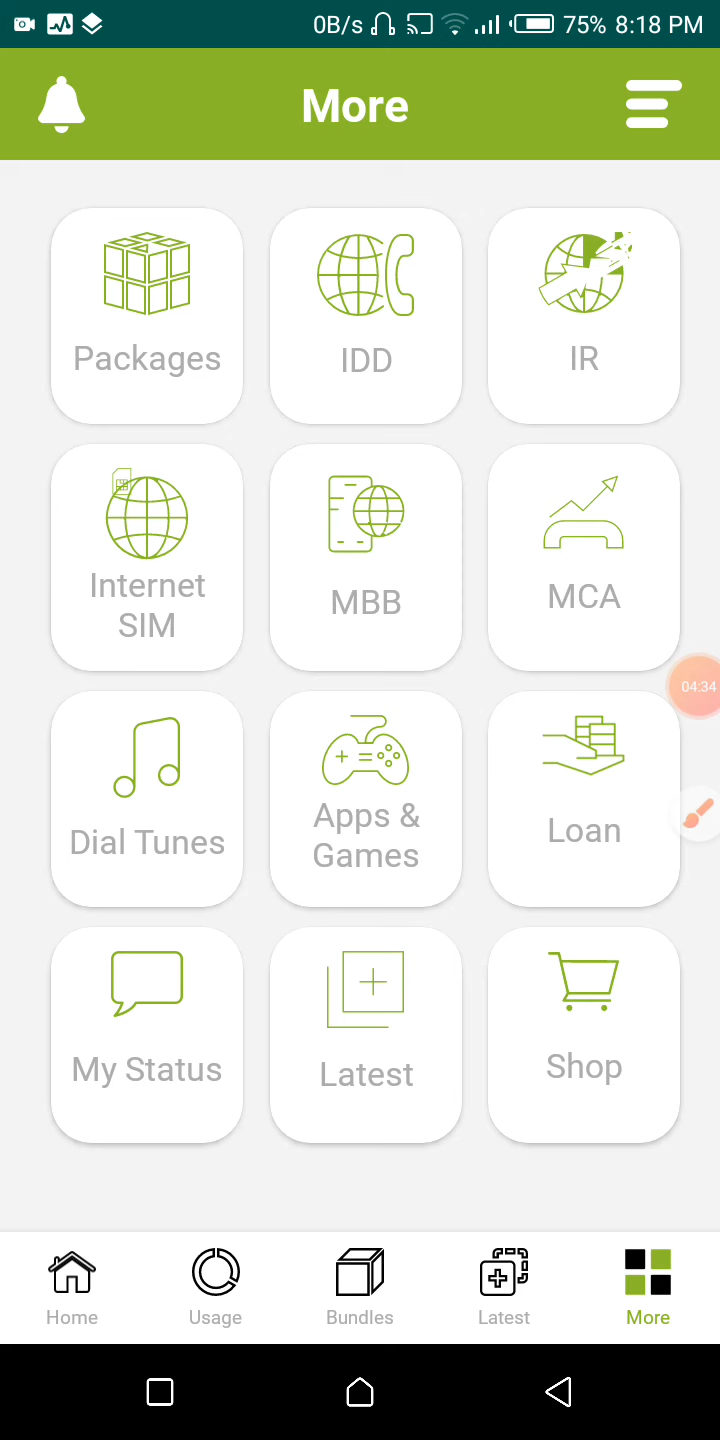 0B/s 75% 8:18 PM
More
Packages
IDD
IR
Internet
SIM
MBB
MCA
04:34
Dial Tunes
Apps &
Games
Loan
My Status
Latest
Shop
Home
Usage
Bundles
Latest
More